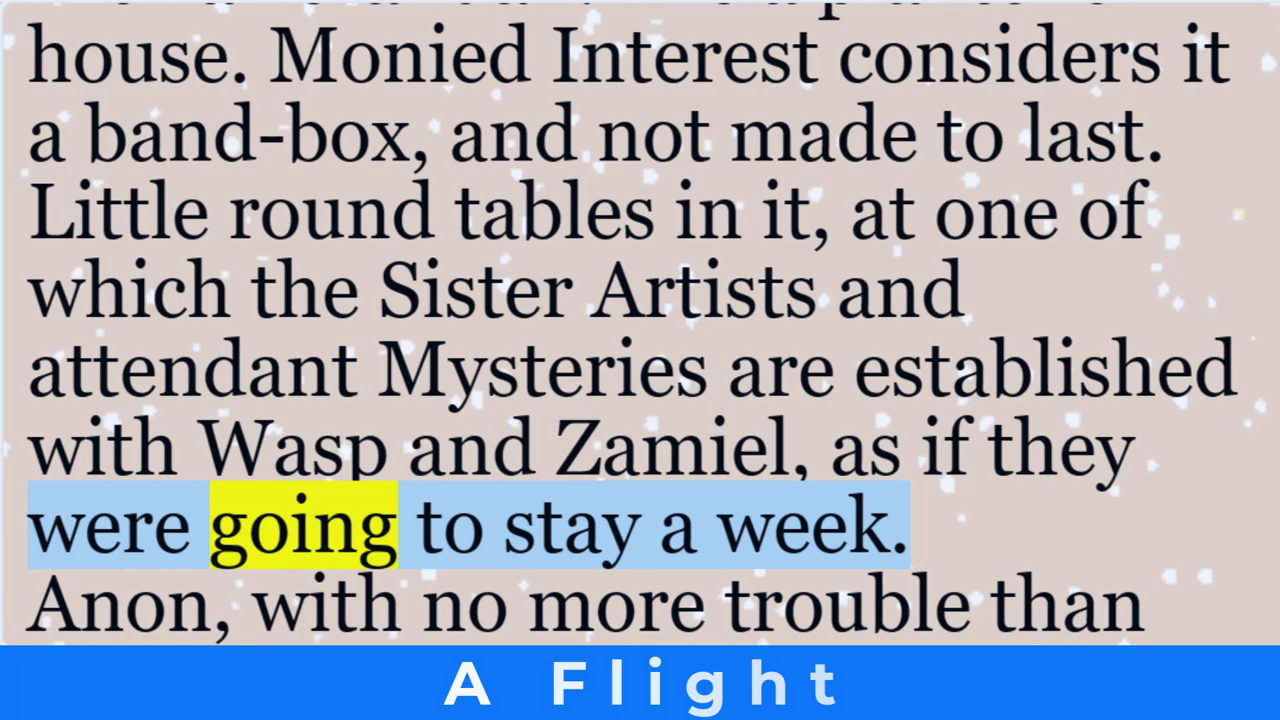 house. Monied Interest considers it
a band-box, and not made to last.
Little round tables in it, at one of
which the Sister Artists and
attendant Mysteries are established
with Wasp and Zamiel, as if they
were going to stay a week.
Anon, with no more trouble than
A Flight